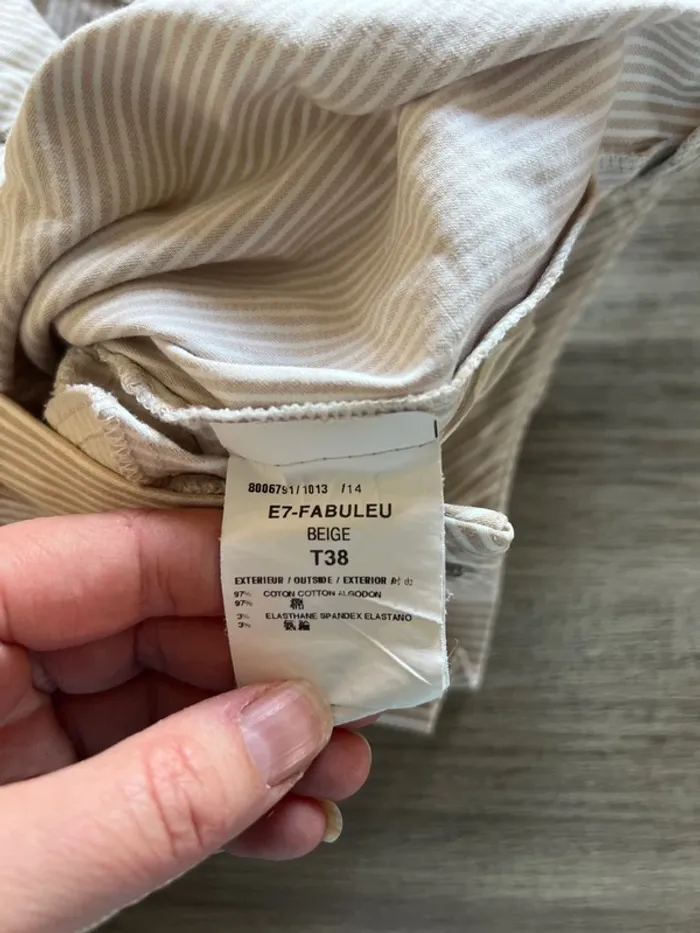 8006791/1013 /14
E7-FABULEU
BEIGE
T38
EXTERIEUR / OUTSIDE / EXTERIOR
97% COTON COTTON ALGODON
97% 棉
3% ELASTHANE SPANDEX ELASTANO
3% 氨纶